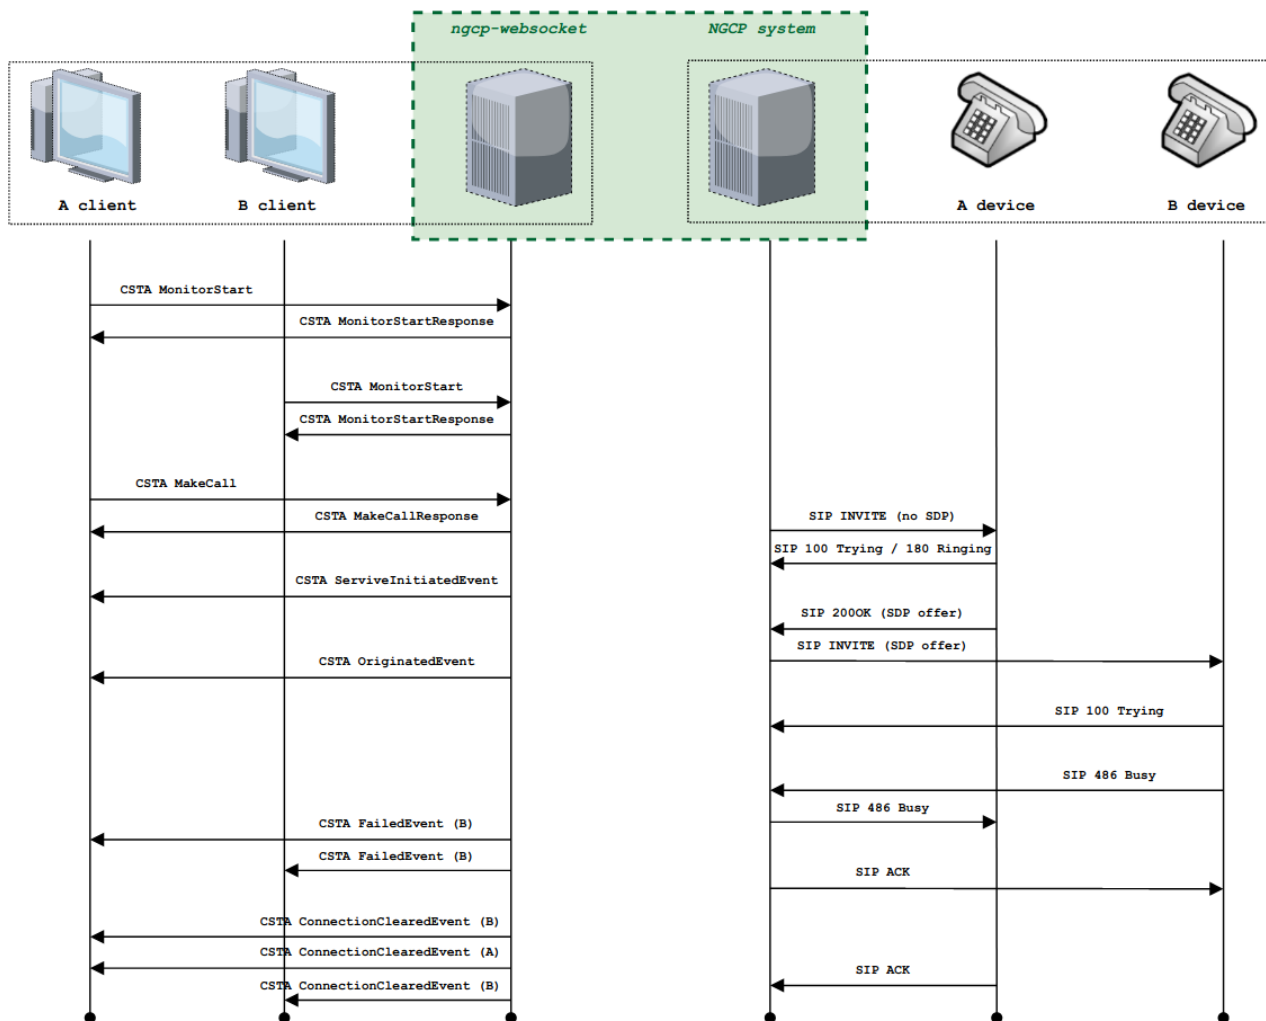 ngcp-websocket
NGCP system
A client
B client
A device
B device
CSTA MonitorStart
CSTA MonitorStartResponse
CSTA MonitorStart
CSTA MonitorStartResponse
CSTA MakeCall
CSTA MakeCallResponse
SIP INVITE (no SDP)
SIP 100 Trying / 180 Ringing
CSTA ServiveInitiatedEvent
SIP 200OK (SDP offer)
SIP INVITE (SDP offer)
CSTA OriginatedEvent
SIP 100 Trying
SIP 486 Busy
SIP 486 Busy
CSTA FailedEvent (B)
CSTA FailedEvent (B)
SIP ACK
CSTA ConnectionClearedEvent (B)
CSTA ConnectionClearedEvent (A)
SIP ACK
CSTA ConnectionClearedEvent (B)